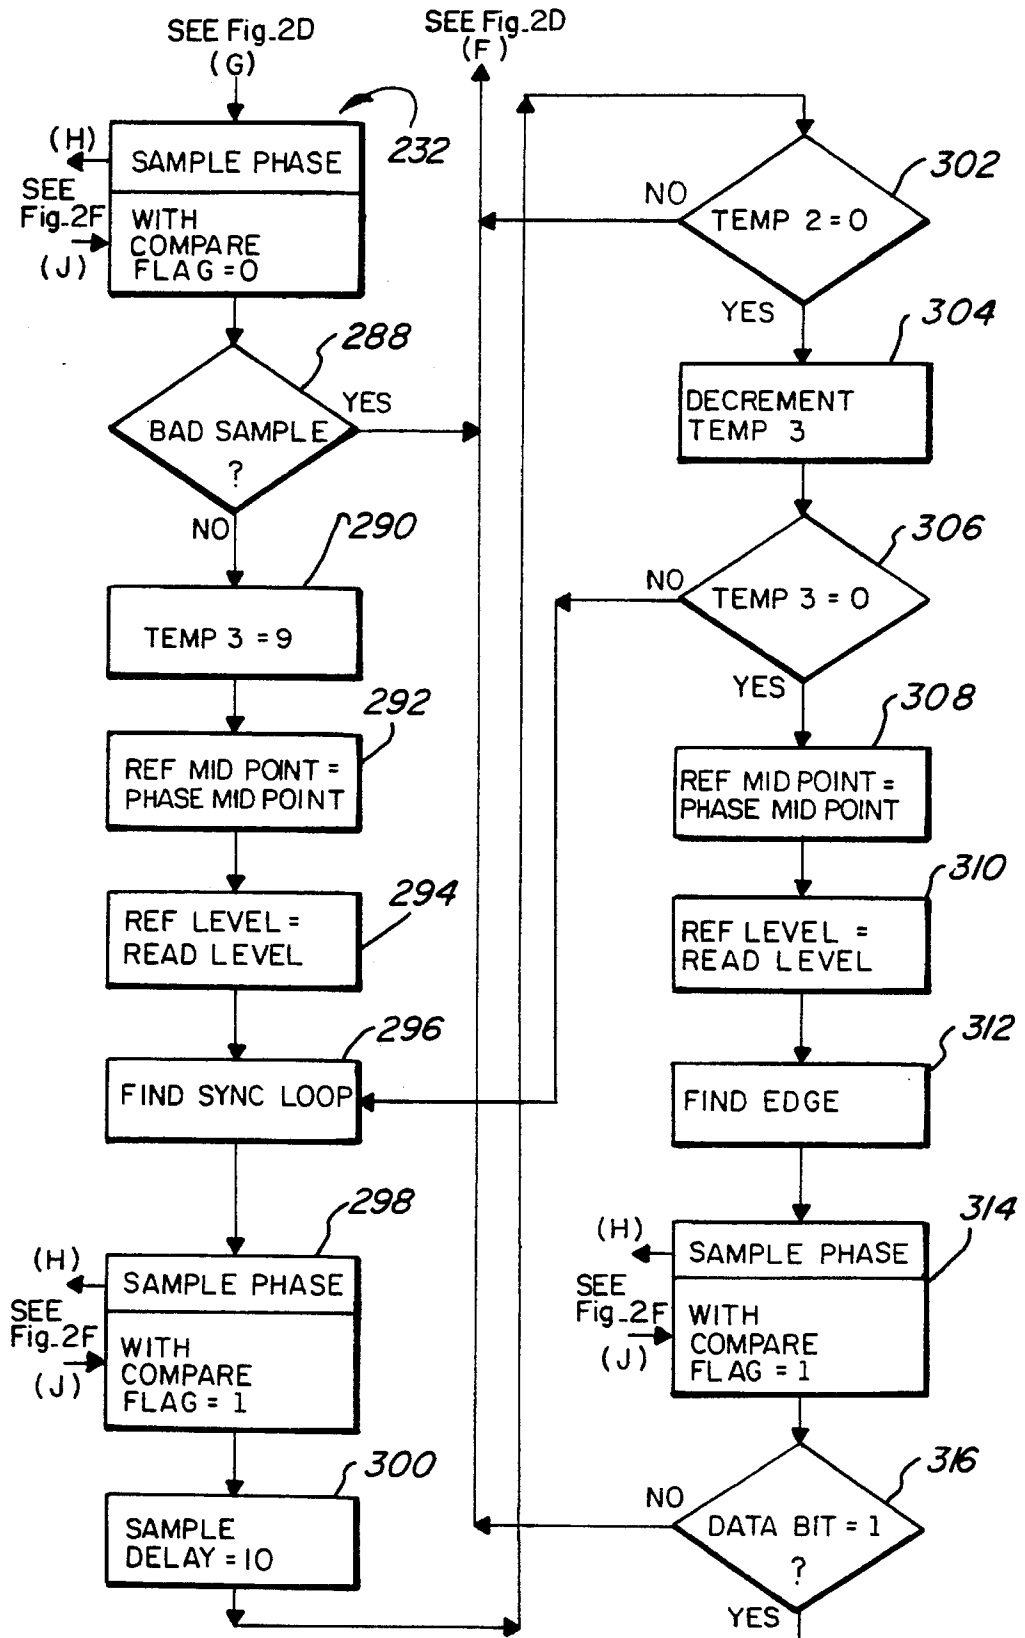 SEE Fig_2D
(G)
232
(H)
SAMPLE PHASE
SEE
Fig_2F
(J)
WITH
COMPARE
FLAG = 0
288
BAD SAMPLE
?
YES
NO
290
TEMP 3 = 9
292
REF MID POINT =
PHASE MID POINT
294
REF LEVEL =
READ LEVEL
296
FIND SYNC LOOP
298
(H)
SAMPLE PHASE
SEE
Fig_2F
(J)
WITH
COMPARE
FLAG = 1
300
SAMPLE
DELAY = 10
SEE Fig_2D
(F)
302
NO
TEMP 2 = 0
YES
304
DECREMENT
TEMP 3
306
NO
TEMP 3 = 0
YES
308
REF MID POINT =
PHASE MID POINT
310
REF LEVEL =
READ LEVEL
312
FIND EDGE
314
(H)
SAMPLE PHASE
SEE
Fig_2F
(J)
WITH
COMPARE
FLAG = 1
316
NO
DATA BIT = 1
?
YES